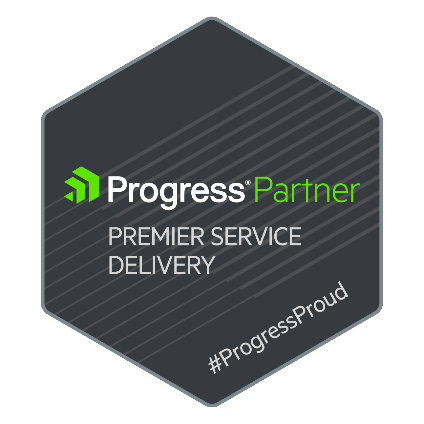 Progress® Partner
PREMIER SERVICE
DELIVERY
#ProgressProud